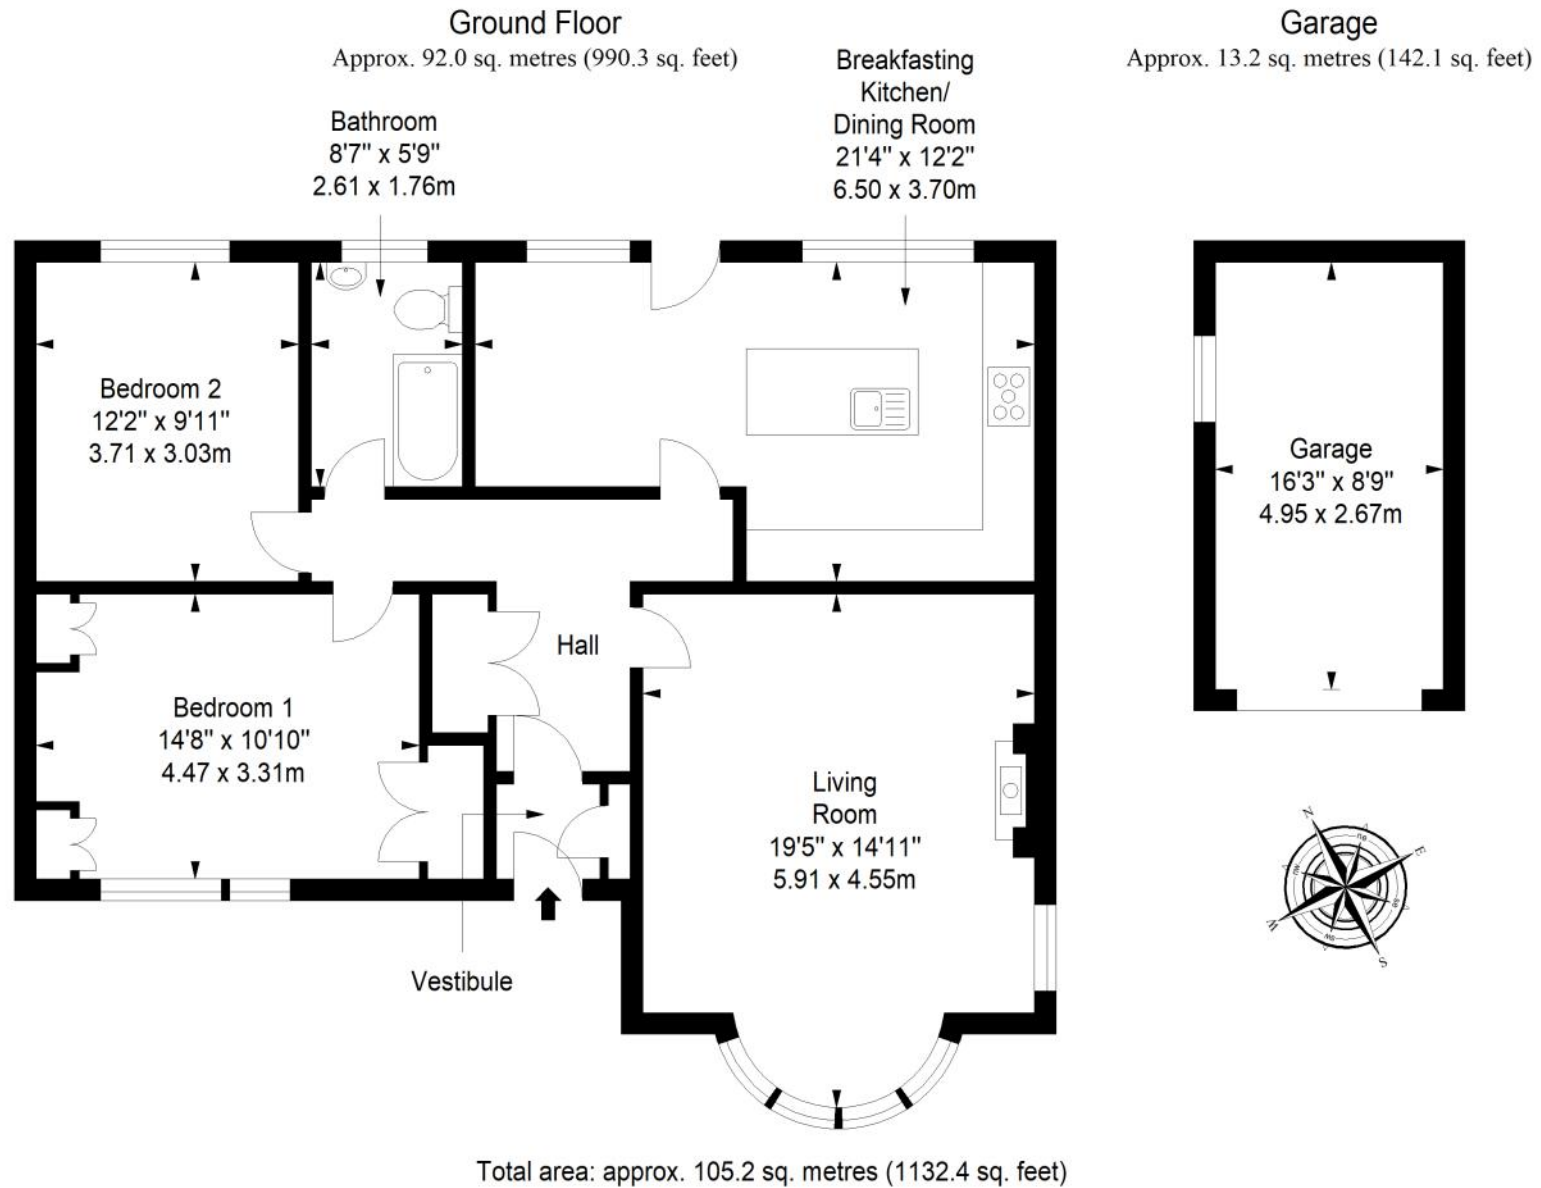 Ground Floor
Approx. 92.0 sq. metres (990.3 sq. feet)
Garage
Approx. 13.2 sq. metres (142.1 sq. feet)
Bathroom
8'7" x 5'9"
2.61 x 1.76m
Breakfasting
Kitchen/
Dining Room
21'4" x 12'2"
6.50 x 3.70m
Bedroom 2
12'2" x 9'11"
3.71 x 3.03m
Garage
16'3" x 8'9"
4.95 x 2.67m
Hall
Bedroom 1
14'8" x 10'10"
4.47 x 3.31m
Living
Room
19'5" x 14'11"
5.91 x 4.55m
Vestibule
N
ne
E
nw
se
W
sw
S
Total area: approx. 105.2 sq. metres (1132.4 sq. feet)